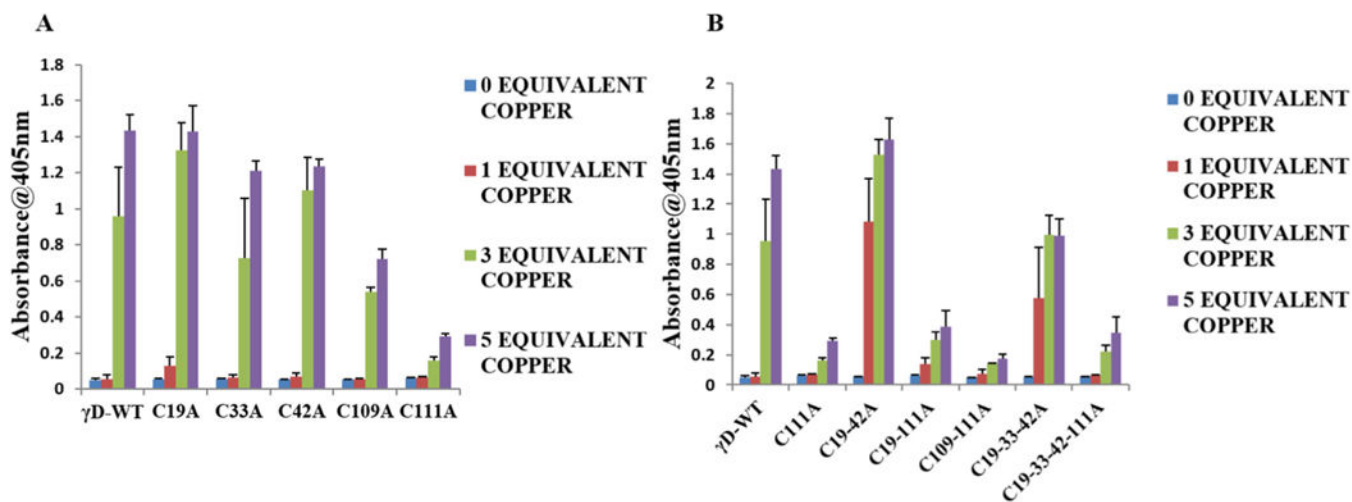 A
B
Absorbance@405nm
1.8
1.6
1.4
1.2
1
0.8
0.6
0.4
0.2
0
γD-WT C19A C33A C42A C109A C111A
0 EQUIVALENT
COPPER
1 EQUIVALENT
COPPER
3 EQUIVALENT
COPPER
5 EQUIVALENT
COPPER
Absorbance@405nm
2
1.8
1.6
1.4
1.2
1
0.8
0.6
0.4
0.2
0
γD-WT
C111A
C19-42A
C19-111A
C109-111A
C19-33-42A
C19-33-42-111A
0 EQUIVALENT
COPPER
1 EQUIVALENT
COPPER
3 EQUIVALENT
COPPER
5 EQUIVALENT
COPPER